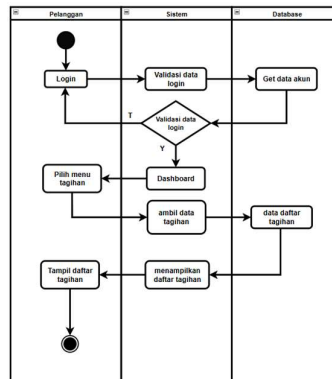 Pelanggan
Sistem
Database
Login
Validasi data
login
Get data akun
Validasi data
login
T
Y
Dashboard
Pilih menu
tagihan
ambil data
tagihan
data daftar
tagihan
menampilkan
daftar tagihan
Tampil daftar
tagihan